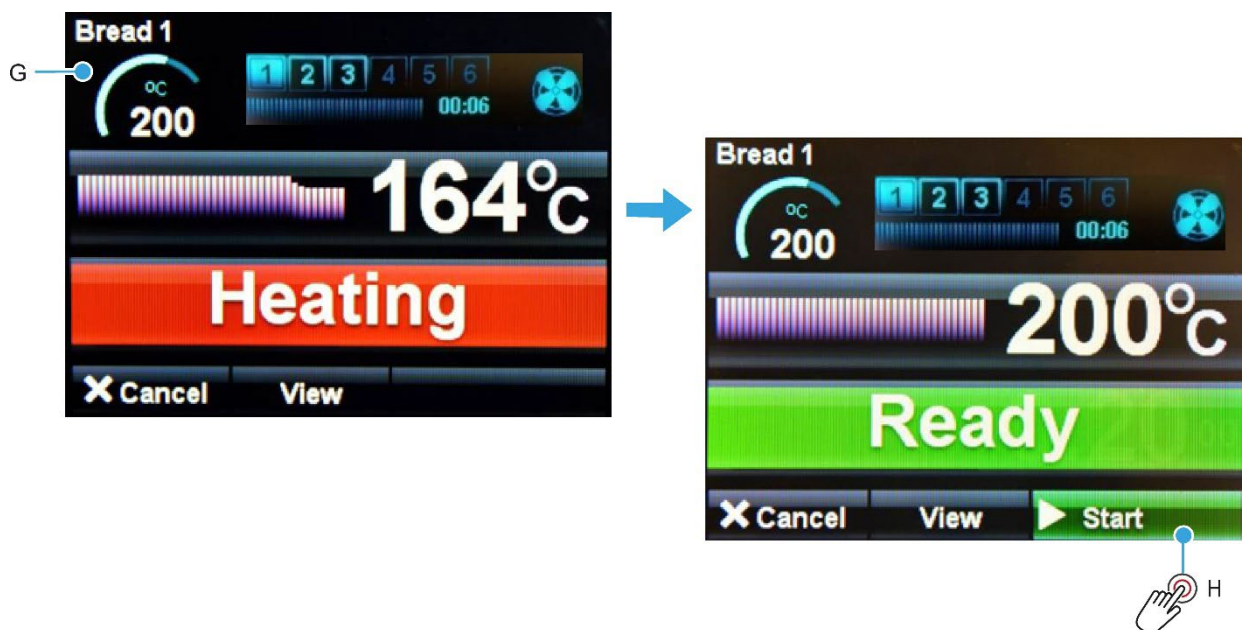 Bread 1
G
°C
200
1 2 3 4 5 6
00:06
164°C
Heating
X Cancel View
Bread 1
°C
200
1 2 3 4 5 6
00:06
200°C
Ready
X Cancel View Start
H